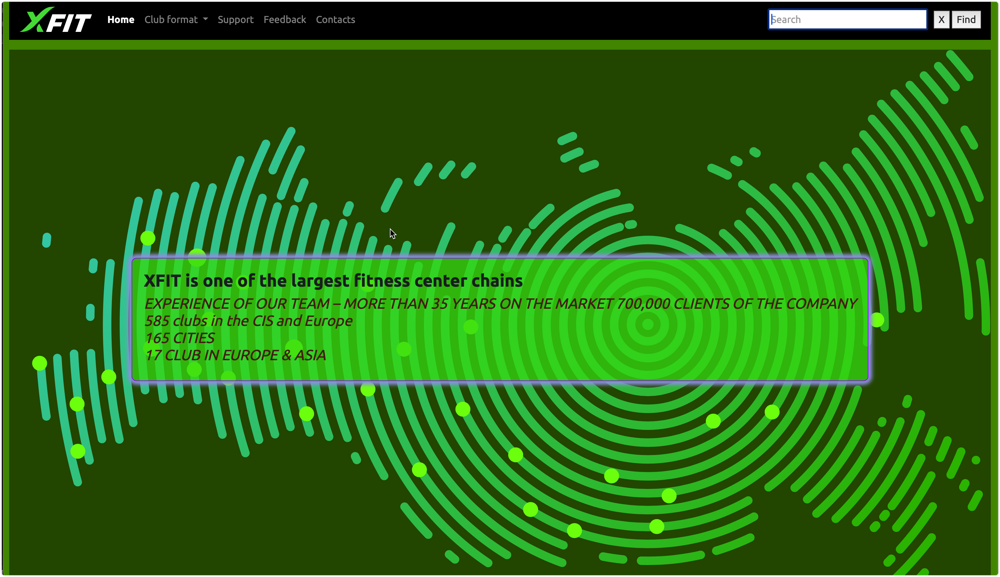 XFIT Home Club format Support Feedback Contacts Search X Find
XFIT is one of the largest fitness center chains
EXPERIENCE OF OUR TEAM – MORE THAN 35 YEARS ON THE MARKET 700,000 CLIENTS OF THE COMPANY
585 clubs in the CIS and Europe
165 CITIES
17 CLUB IN EUROPE & ASIA